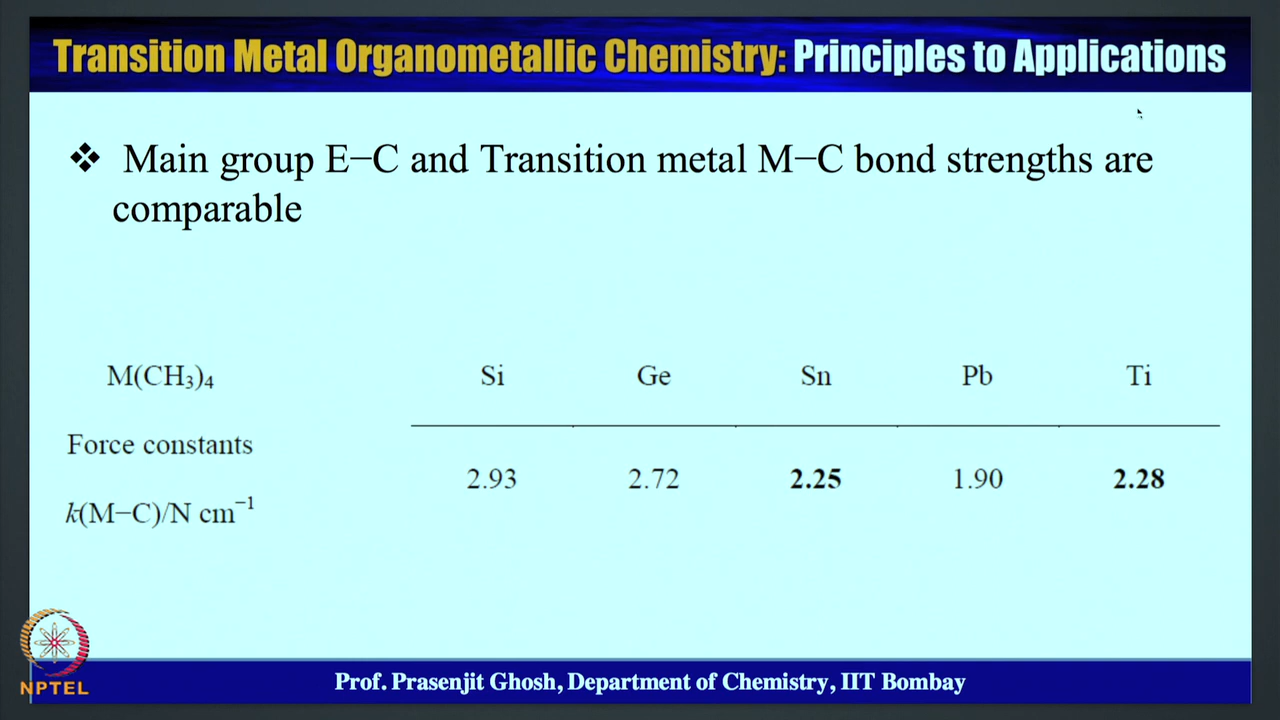 Transition Metal Organometallic Chemistry: Principles to Applications
❖ Main group E−C and Transition metal M−C bond strengths are
comparable
M(CH₃)₄ Si Ge Sn Pb Ti
Force constants
k(M−C)/N cm⁻¹ 2.93 2.72 2.25 1.90 2.28
NPTEL
Prof. Prasenjit Ghosh, Department of Chemistry, IIT Bombay